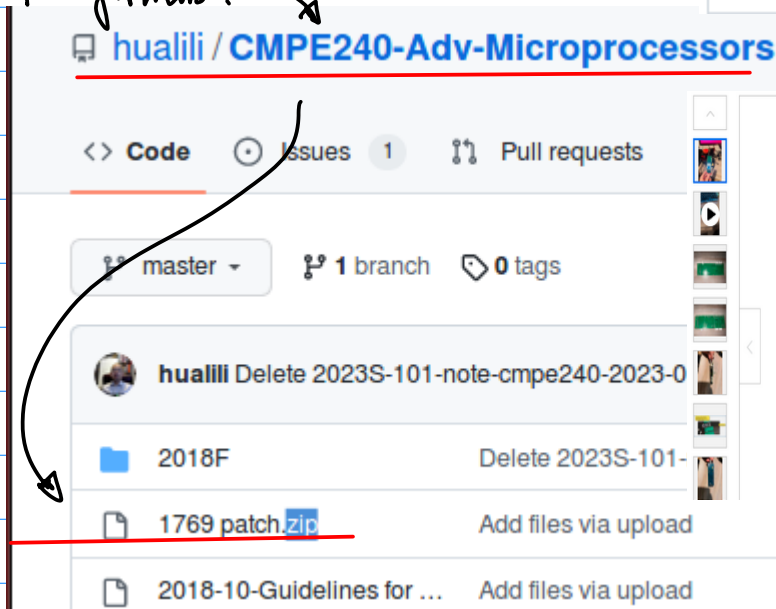 hualili / CMPE240-Adv-Microprocessors
Code Issues 1 Pull requests
master 1 branch 0 tags
hualili Delete 2023S-101-note-cmpe240-2023-0
2018F Delete 2023S-101-
1769 patch.zip Add files via upload
2018-10-Guidelines for ... Add files via upload